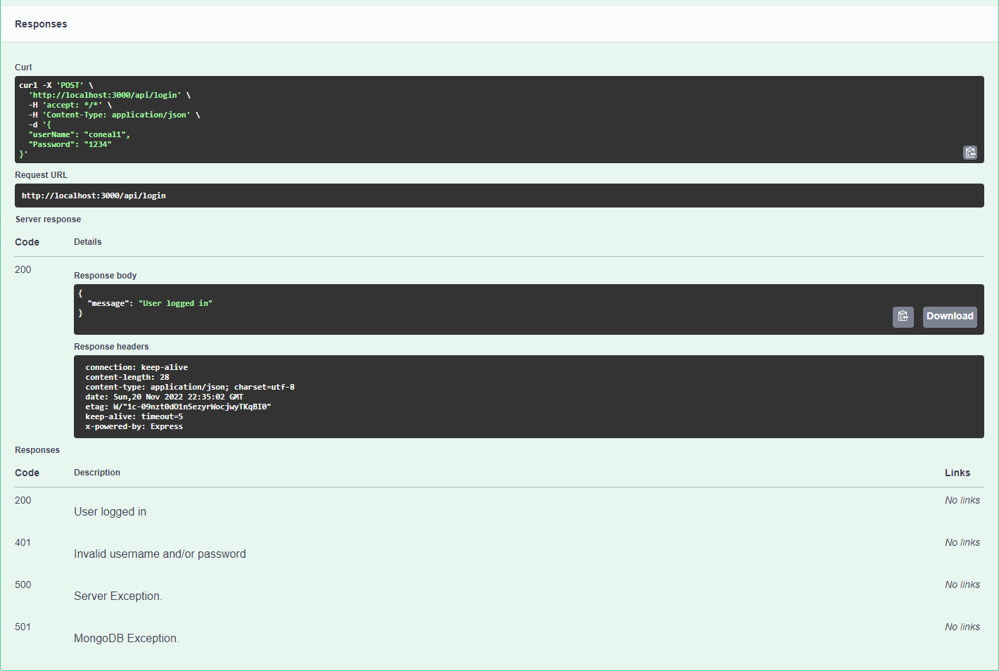 Responses
Curl
curl -X 'POST' \
'http://localhost:3000/api/login' \
-H 'accept: */*' \
-H 'Content-Type: application/json' \
-d '{
"userName": "coneal1",
"Password": "1234"
}'
Request URL
http://localhost:3000/api/login
Server response
Code Details
200
Response body
{
"message": "User logged in"
}
Download
Response headers
connection: keep-alive
content-length: 28
content-type: application/json; charset=utf-8
date: Sun,20 Nov 2022 22:35:02 GMT
etag: W/"1c-09nzt0dO1nSezyrWocjwyTKqBI0"
keep-alive: timeout=5
x-powered-by: Express
Responses
Code Description Links
200 No links
User logged in
401 No links
Invalid username and/or password
500 No links
Server Exception.
501 No links
MongoDB Exception.